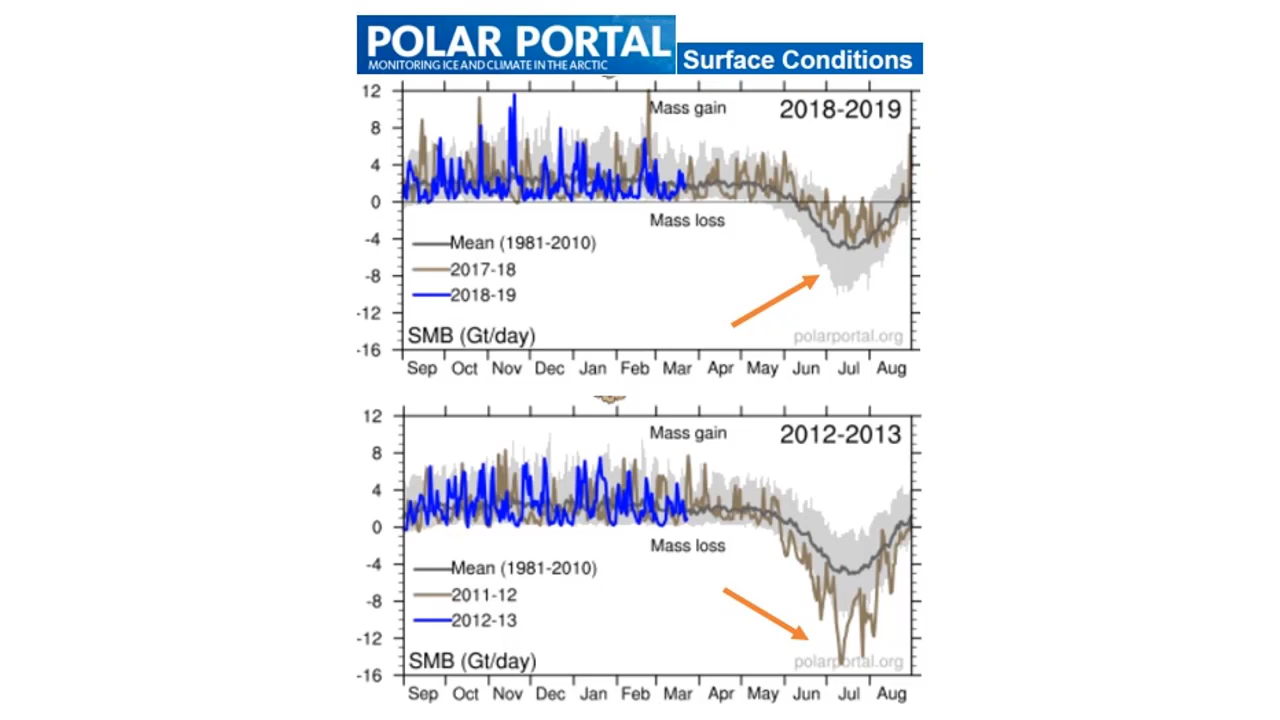 POLAR PORTAL
MONITORING ICE AND CLIMATE IN THE ARCTIC
Surface Conditions
12
8
4
0
-4
-8
-12
-16
Mass gain
2018-2019
Mass loss
Mean (1981-2010)
2017-18
2018-19
SMB (Gt/day)
polarportal.org
Sep Oct Nov Dec Jan Feb Mar Apr May Jun Jul Aug
12
8
4
0
-4
-8
-12
-16
Mass gain
2012-2013
Mass loss
Mean (1981-2010)
2011-12
2012-13
SMB (Gt/day)
polarportal.org
Sep Oct Nov Dec Jan Feb Mar Apr May Jun Jul Aug